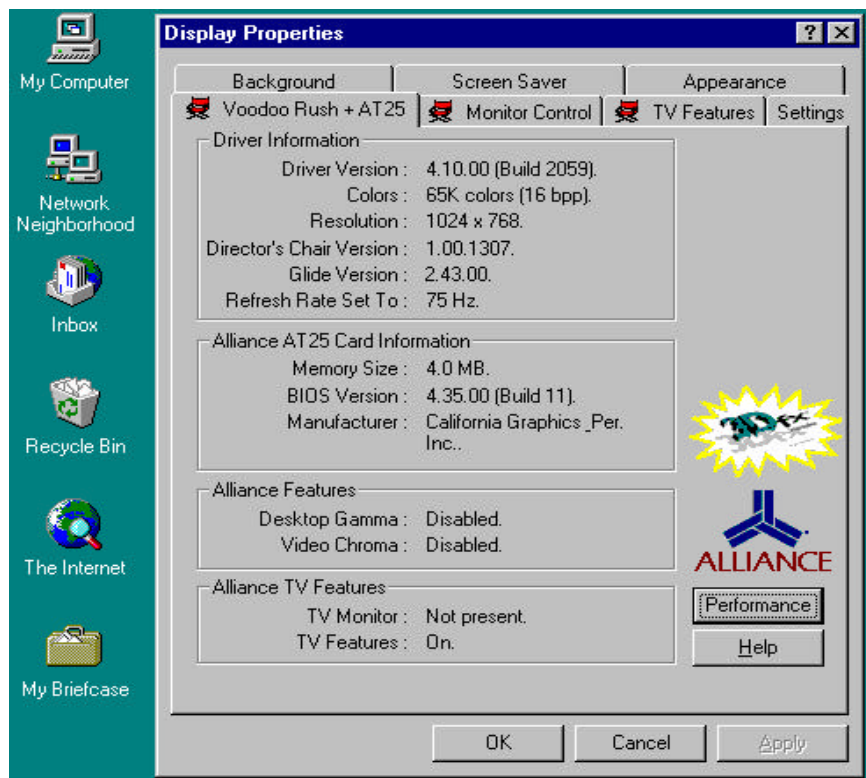 My Computer
Network
Neighborhood
Inbox
Recycle Bin
The Internet
My Briefcase
Display Properties
Background
Screen Saver
Appearance
Voodoo Rush + AT25
Monitor Control
TV Features
Settings
Driver Information
Driver Version : 4.10.00 (Build 2059).
Colors : 65K colors (16 bpp).
Resolution : 1024 x 768.
Director's Chair Version : 1.00.1307.
Glide Version : 2.43.00.
Refresh Rate Set To : 75 Hz.
Alliance AT25 Card Information
Memory Size : 4.0 MB.
BIOS Version : 4.35.00 (Build 11).
Manufacturer : California Graphics_Per.
Inc..
Alliance Features
Desktop Gamma : Disabled.
Video Chroma : Disabled.
Alliance TV Features
TV Monitor : Not present.
TV Features : On.
3Dfx
ALLIANCE
Performance
Help
OK
Cancel
Apply